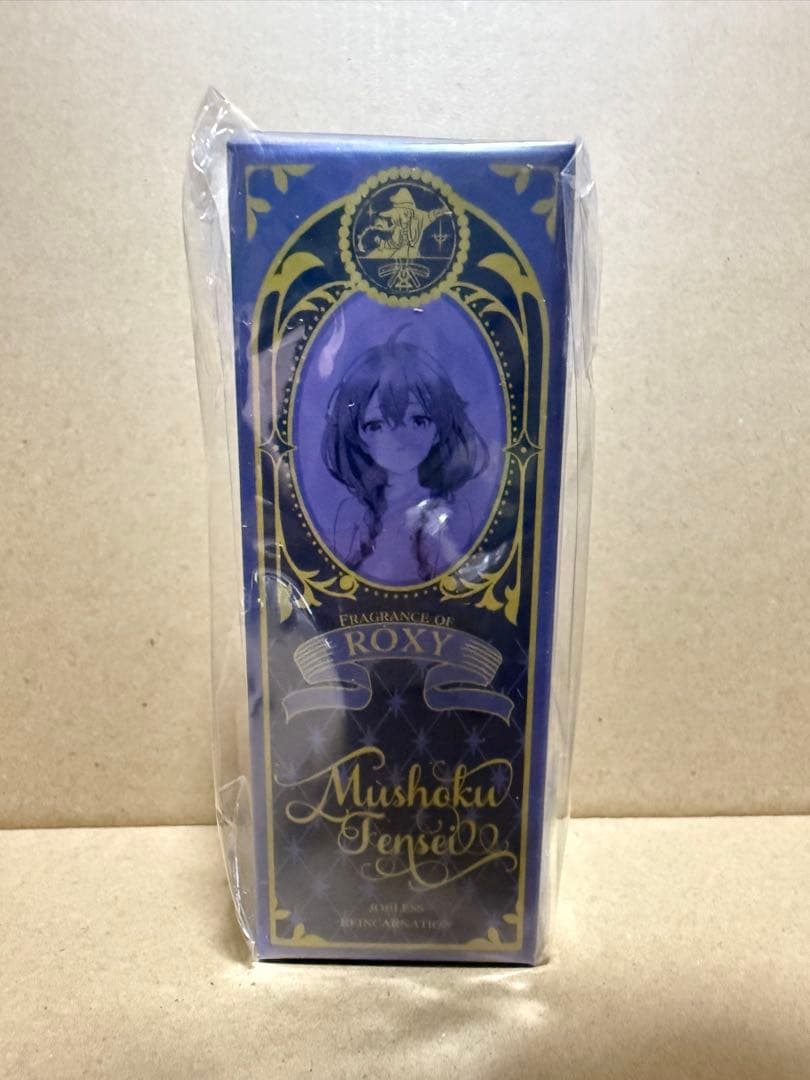 FRAGRANCE OF
ROXY
Mushoku
Tensei
JOBLESS
REINCARNATION